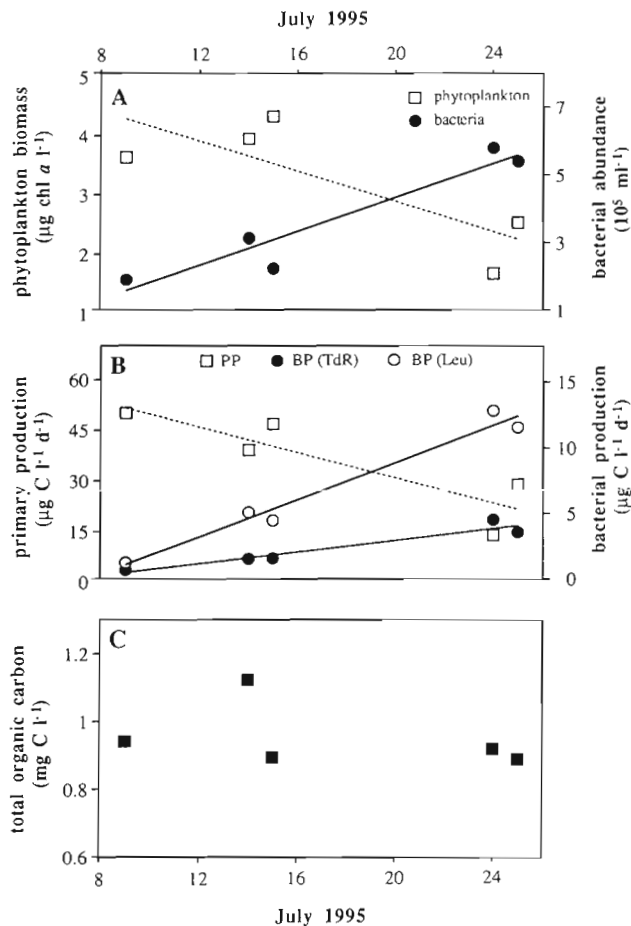 July 1995
8 12 16 20 24
A
□ phytoplankton
● bacteria
5
4
3
2
1
phytoplankton biomass
(µg chl a l⁻¹)
7
5
3
1
bacterial abundance
(10⁵ ml⁻¹)
B
□ PP ● BP (TdR) ○ BP (Leu)
60
45
30
15
0
primary production
(µg C l⁻¹ d⁻¹)
15
10
5
0
bacterial production
(µg C l⁻¹ d⁻¹)
C
1.2
1
0.8
0.6
total organic carbon
(mg C l⁻¹)
8 12 16 20 24
July 1995